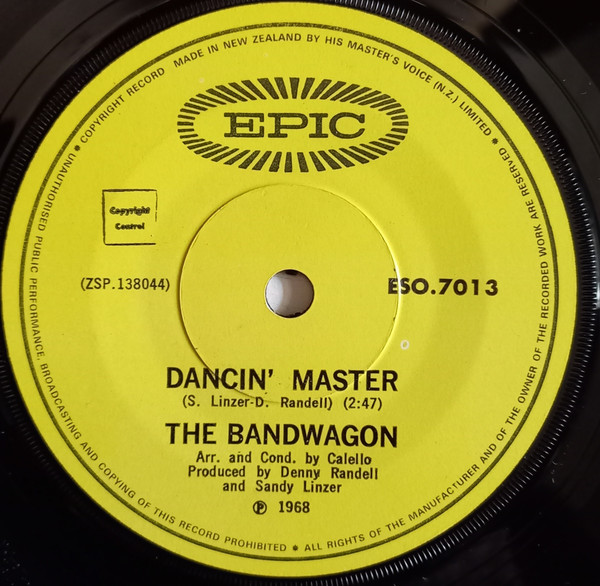 UNAUTHORISED PUBLIC PERFORMANCE, BROADCASTING AND COPYING OF THIS RECORD PROHIBITED ● ALL RIGHTS OF THE MANUFACTURER AND OF THE OWNER OF THE RECORDED WORK ARE RESERVED ●
COPYRIGHT RECORD MADE IN NEW ZEALAND BY HIS MASTER'S VOICE (N.Z.) LIMITED ●
EPIC
Copyright
Control
(ZSP.138044)
ESO.7013
DANCIN' MASTER
(S. Linzer-D. Randell) (2:47)
THE BANDWAGON
Arr. and Cond. by Calello
Produced by Denny Randell
and Sandy Linzer
℗ 1968